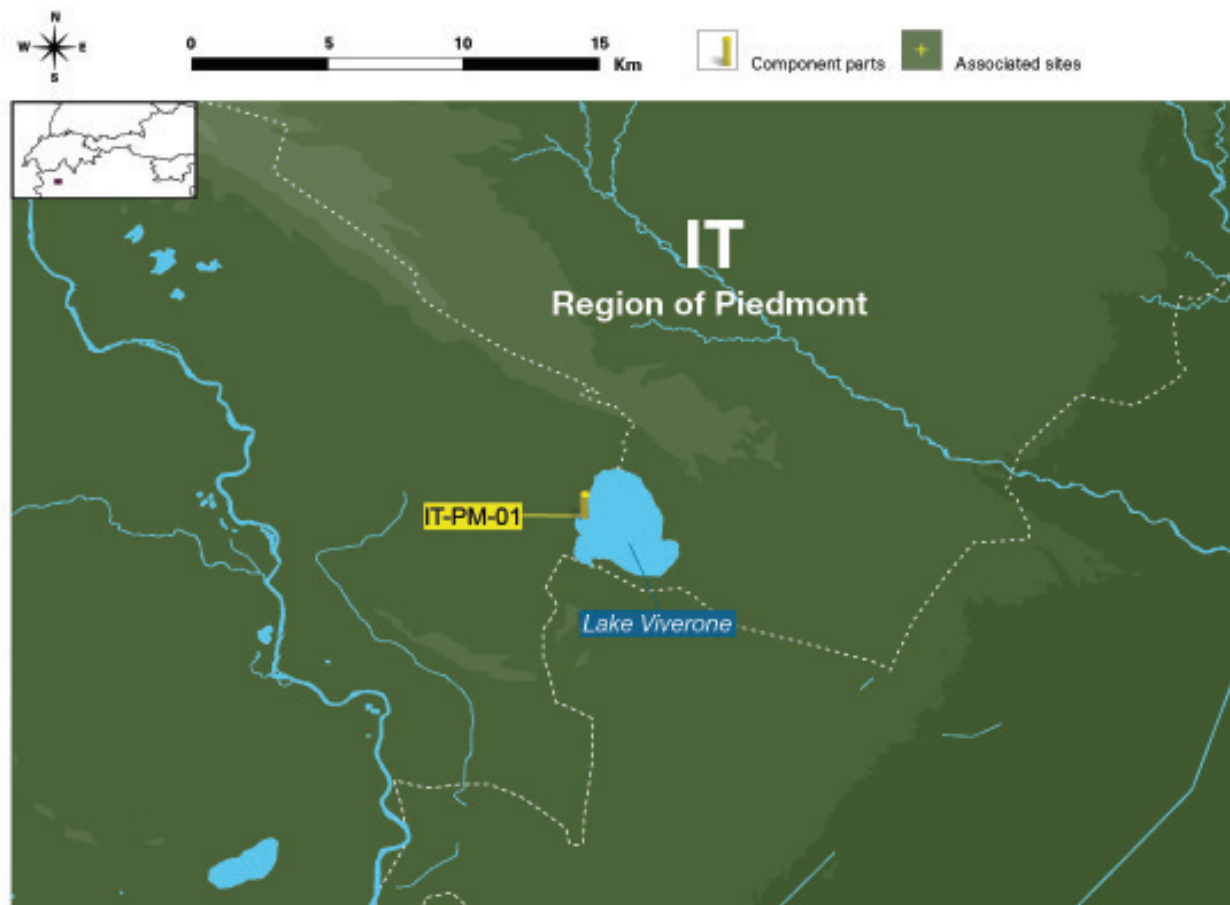 N
W E
S
0 5 10 15
Km
Component parts
Associated sites
IT
Region of Piedmont
IT-PM-01
Lake Viverone